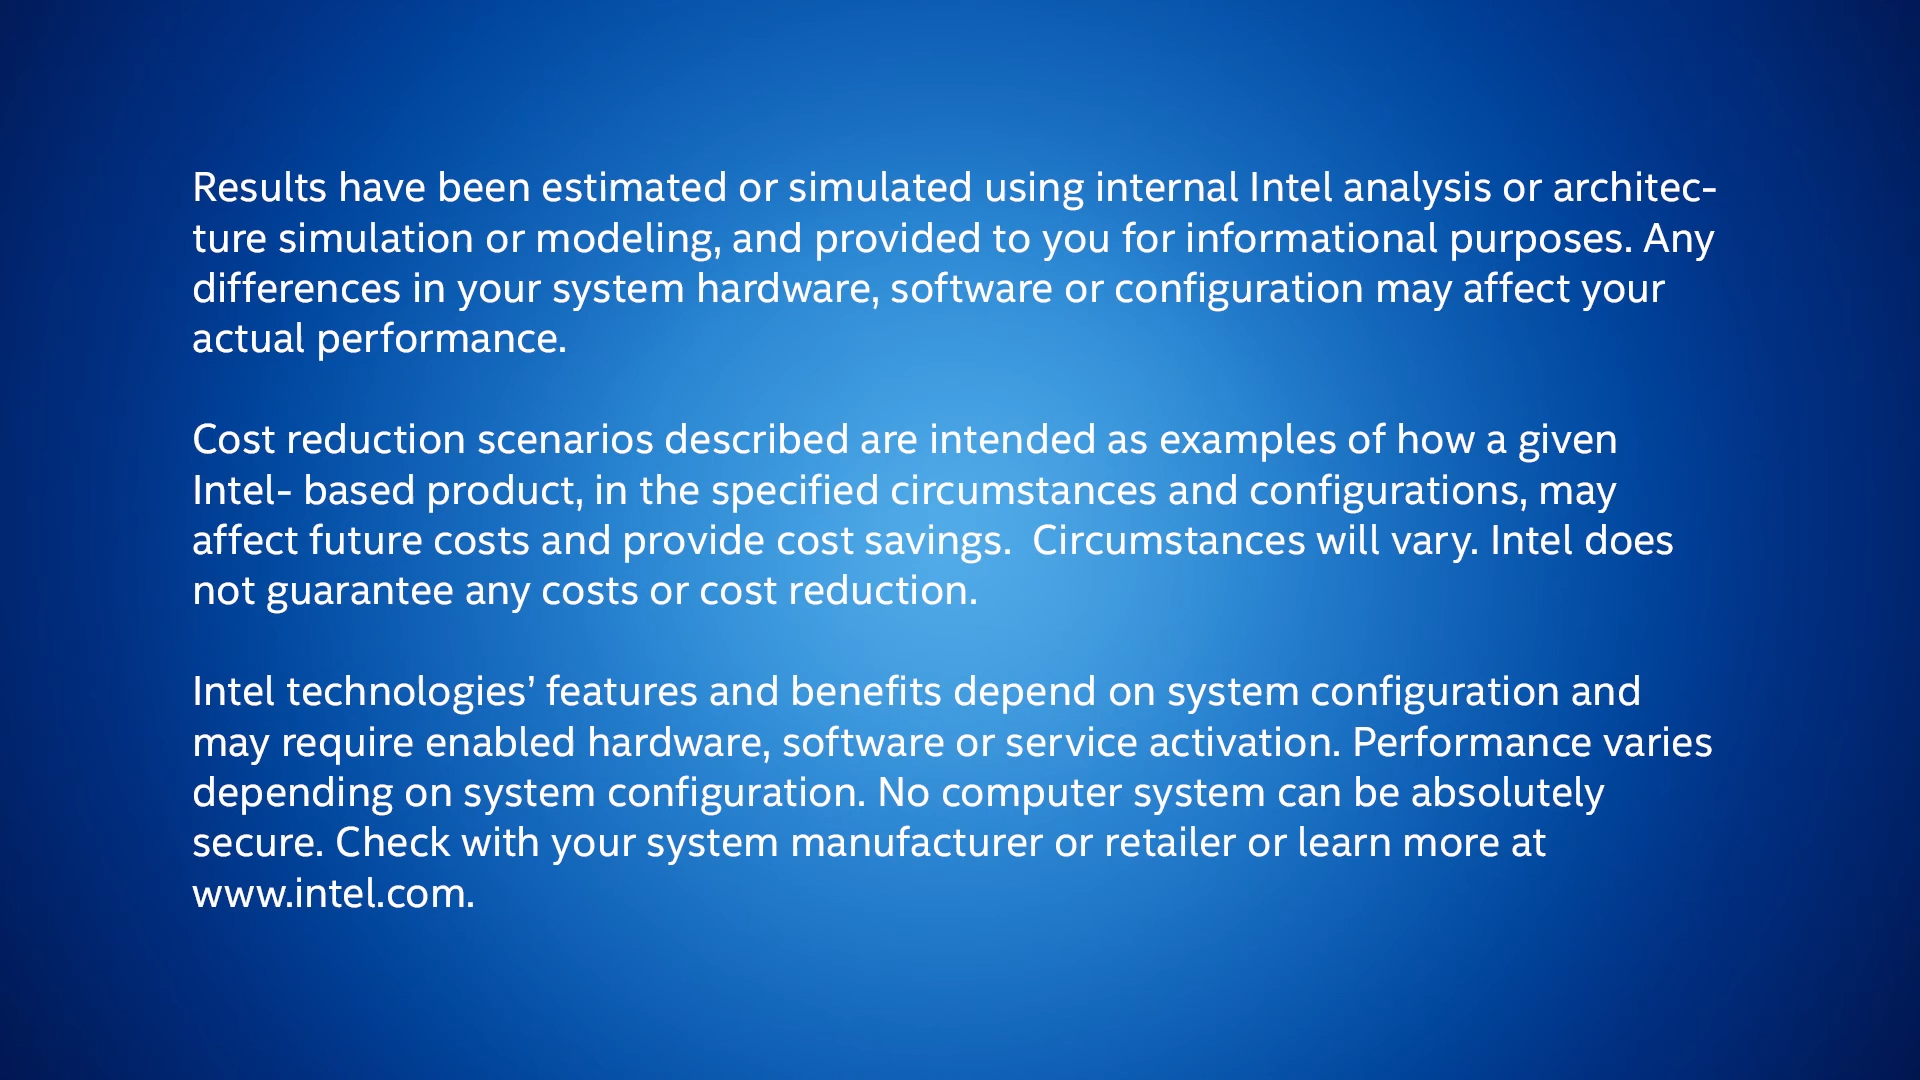 Results have been estimated or simulated using internal Intel analysis or architec-
ture simulation or modeling, and provided to you for informational purposes. Any
differences in your system hardware, software or configuration may affect your
actual performance.
Cost reduction scenarios described are intended as examples of how a given
Intel- based product, in the specified circumstances and configurations, may
affect future costs and provide cost savings.  Circumstances will vary. Intel does
not guarantee any costs or cost reduction.
Intel technologies’ features and benefits depend on system configuration and
may require enabled hardware, software or service activation. Performance varies
depending on system configuration. No computer system can be absolutely
secure. Check with your system manufacturer or retailer or learn more at
www.intel.com.